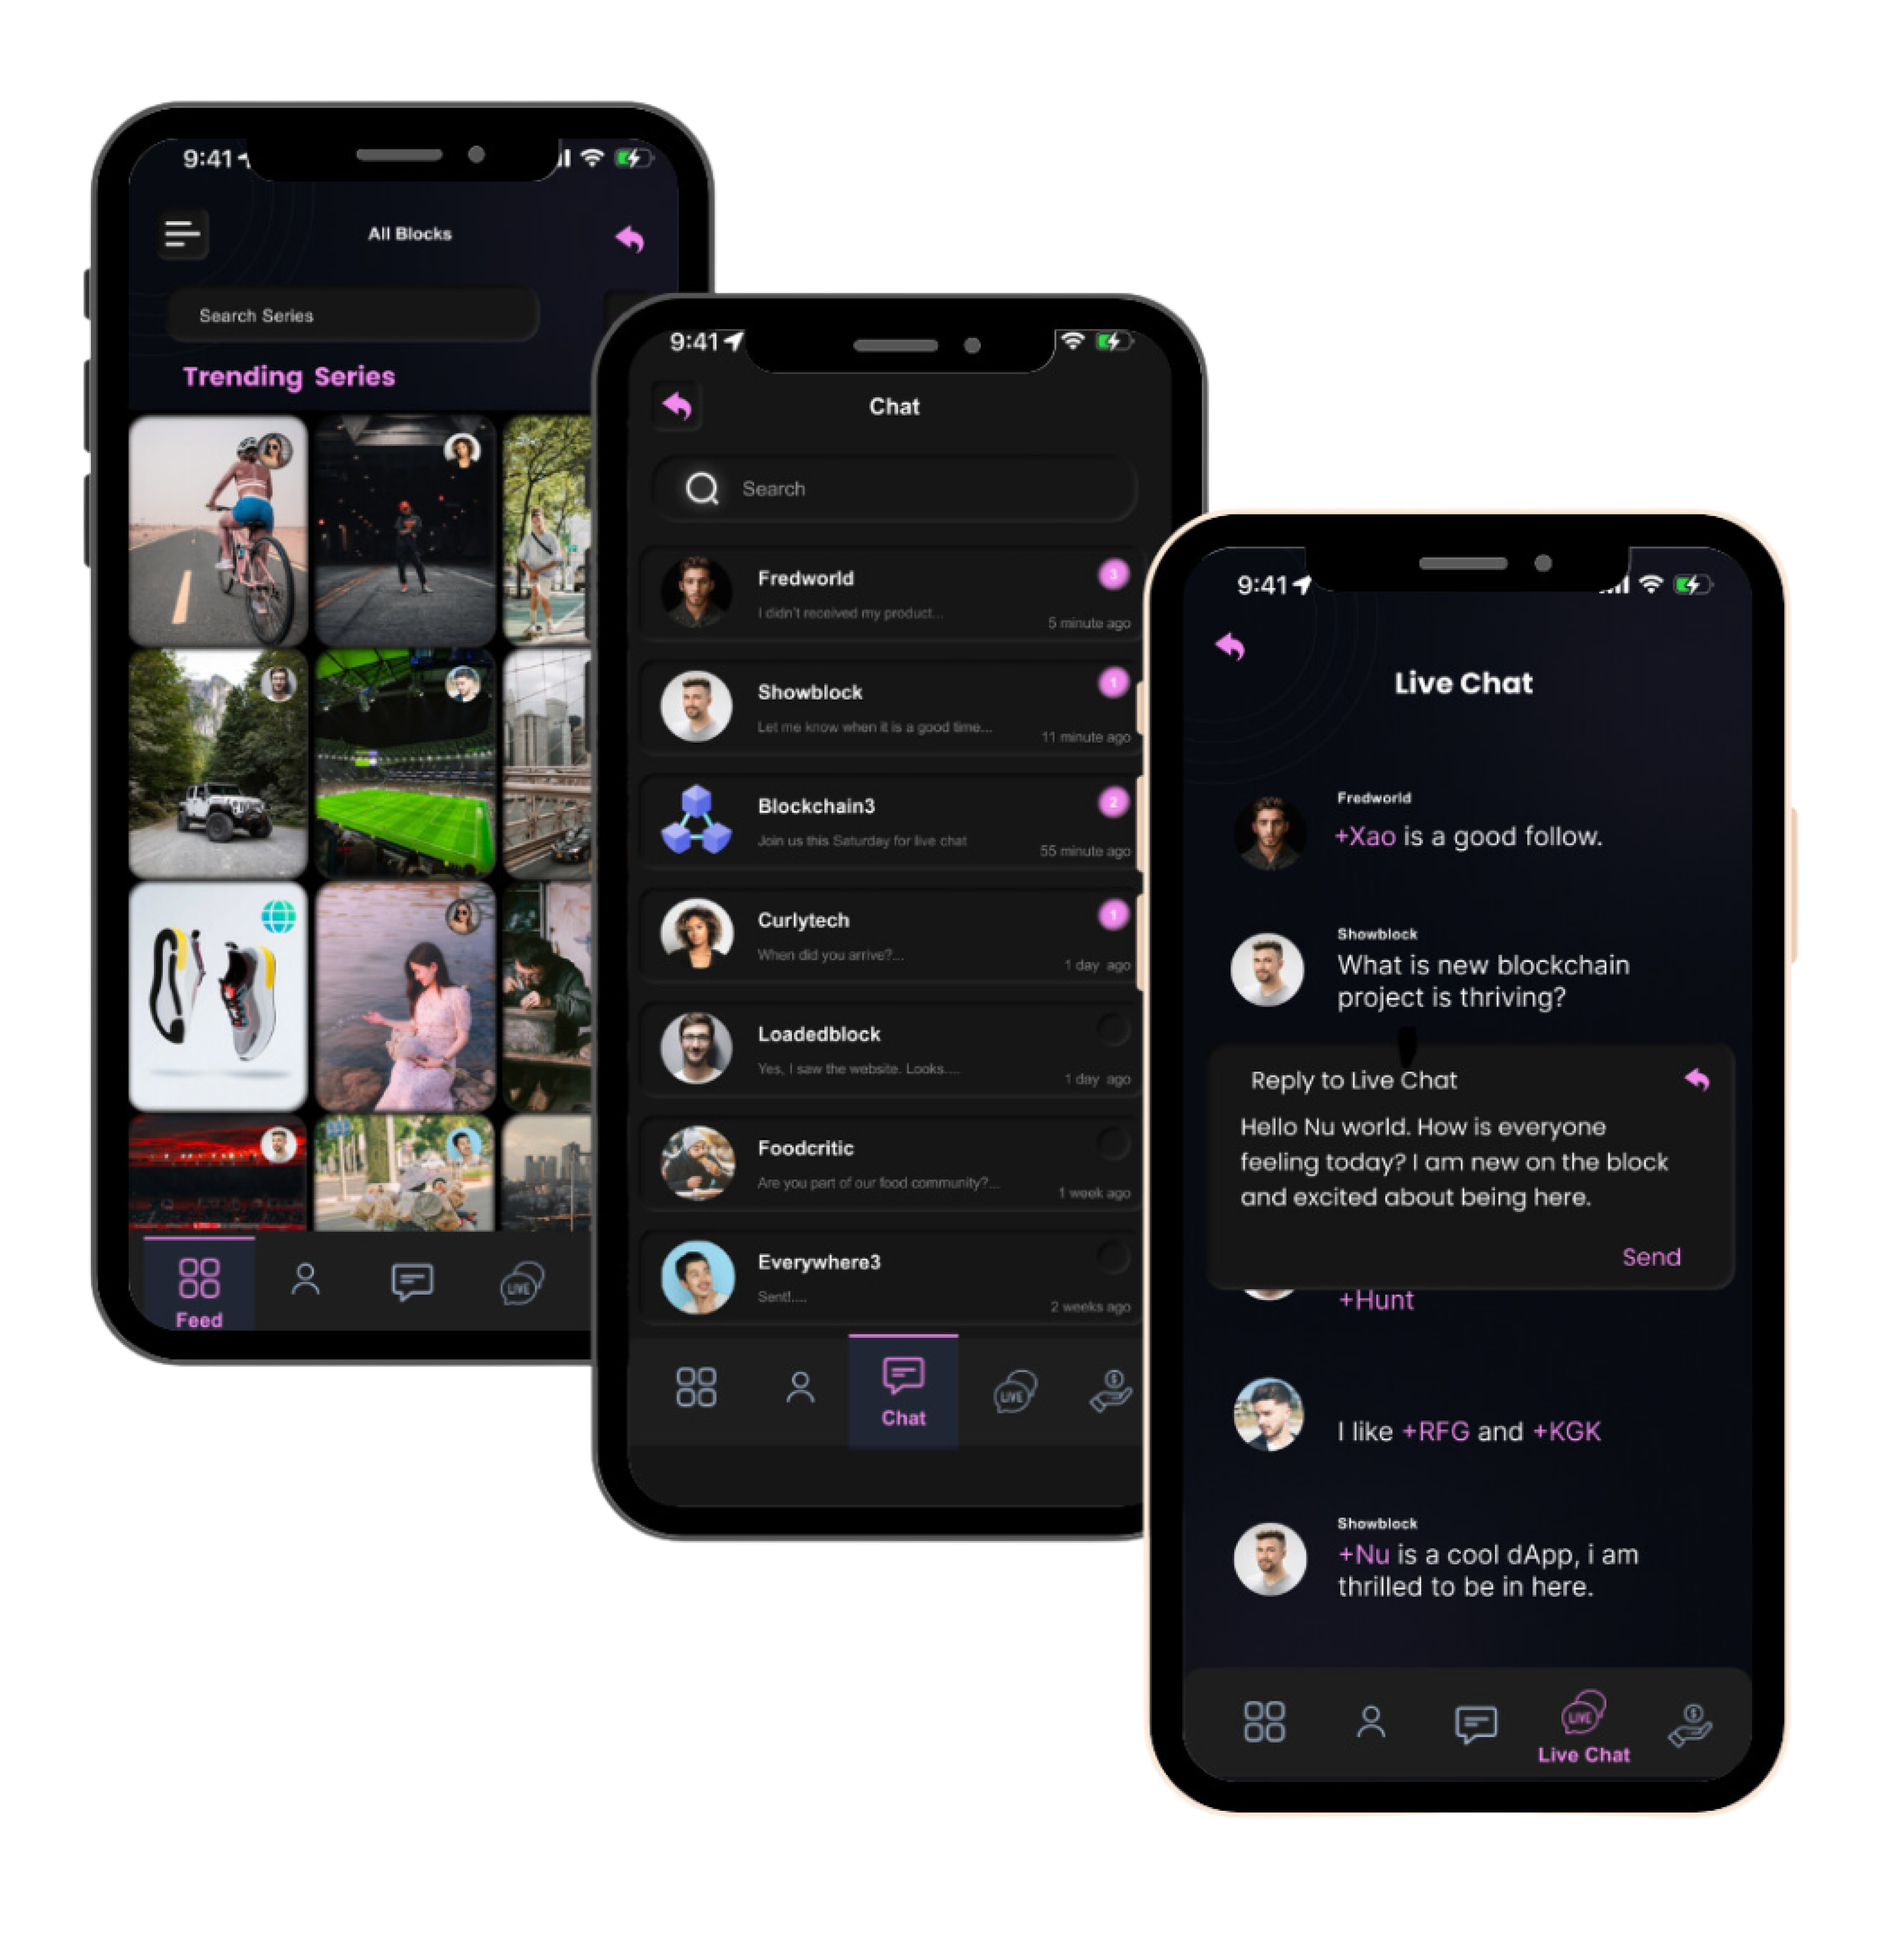 9:41
All Blocks
Search Series
Trending Series
Feed
LIVE
9:41
Chat
Search
Fredworld
3
I didn't received my product...
5 minute ago
Showblock
1
Let me know when it is a good time...
11 minute ago
Blockchain3
2
Join us this Saturday for live chat
55 minute ago
Curlytech
1
When did you arrive?...
1 day ago
Loadedblock
Yes, I saw the website. Looks....
1 day ago
Foodcritic
Are you part of our food community?...
1 week ago
Everywhere3
Sent!....
2 weeks ago
Chat
LIVE
$
9:41
Live Chat
Fredworld
+Xao is a good follow.
Showblock
What is new blockchain
project is thriving?
Reply to Live Chat
Hello Nu world. How is everyone
feeling today? I am new on the block
and excited about being here.
Send
+Hunt
I like +RFG and +KGK
Showblock
+Nu is a cool dApp, i am
thrilled to be in here.
LIVE
$
Live Chat